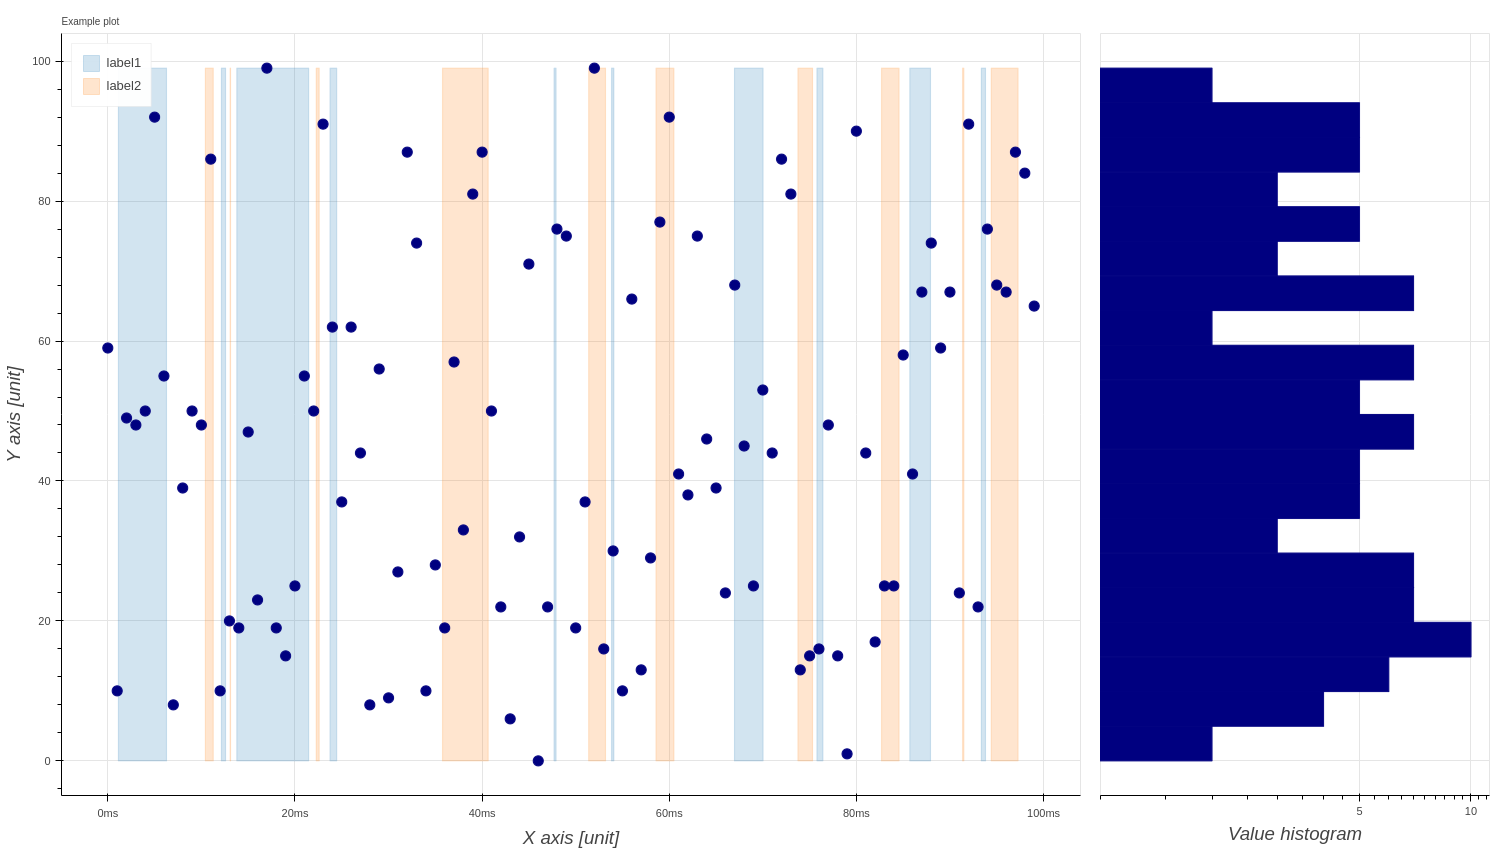 Example plot
label1
label2
100
80
60
40
20
0
Y axis [unit]
0ms
20ms
40ms
60ms
80ms
100ms
X axis [unit]
5
10
Value histogram